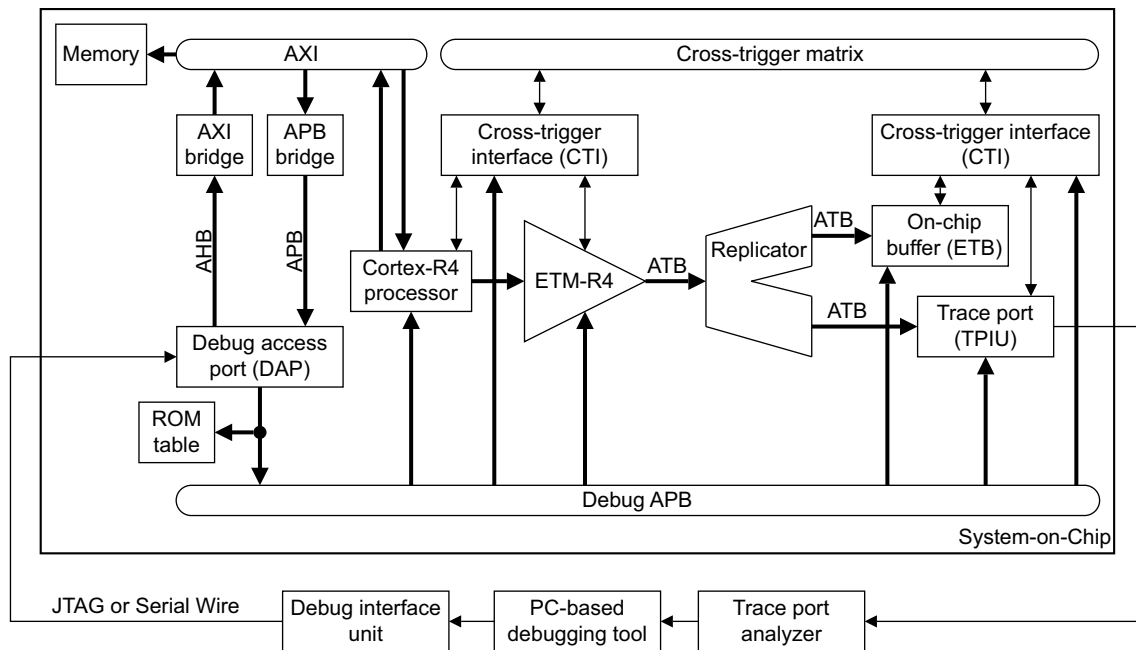 Memory
AXI
Cross-trigger matrix
AXI
bridge
APB
bridge
Cross-trigger
interface (CTI)
Cross-trigger interface
(CTI)
AHB
APB
Cortex-R4
processor
ETM-R4
ATB
Replicator
ATB
On-chip
buffer (ETB)
ATB
Trace port
(TPIU)
Debug access
port (DAP)
ROM
table
Debug APB
System-on-Chip
JTAG or Serial Wire
Debug interface
unit
PC-based
debugging tool
Trace port
analyzer